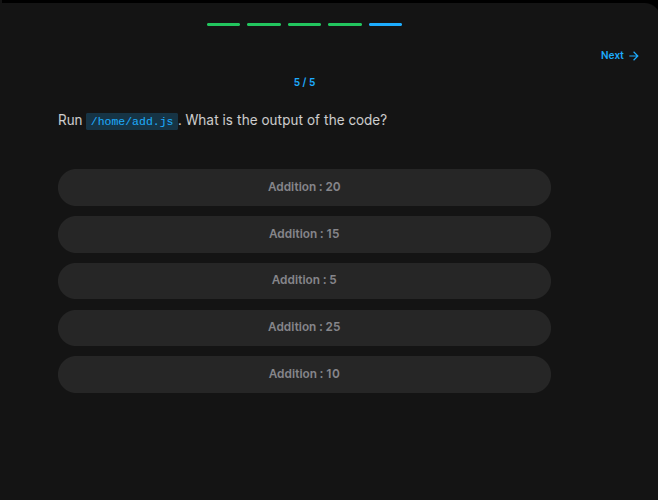 Next →
5 / 5
Run /home/add.js. What is the output of the code?
Addition : 20
Addition : 15
Addition : 5
Addition : 25
Addition : 10